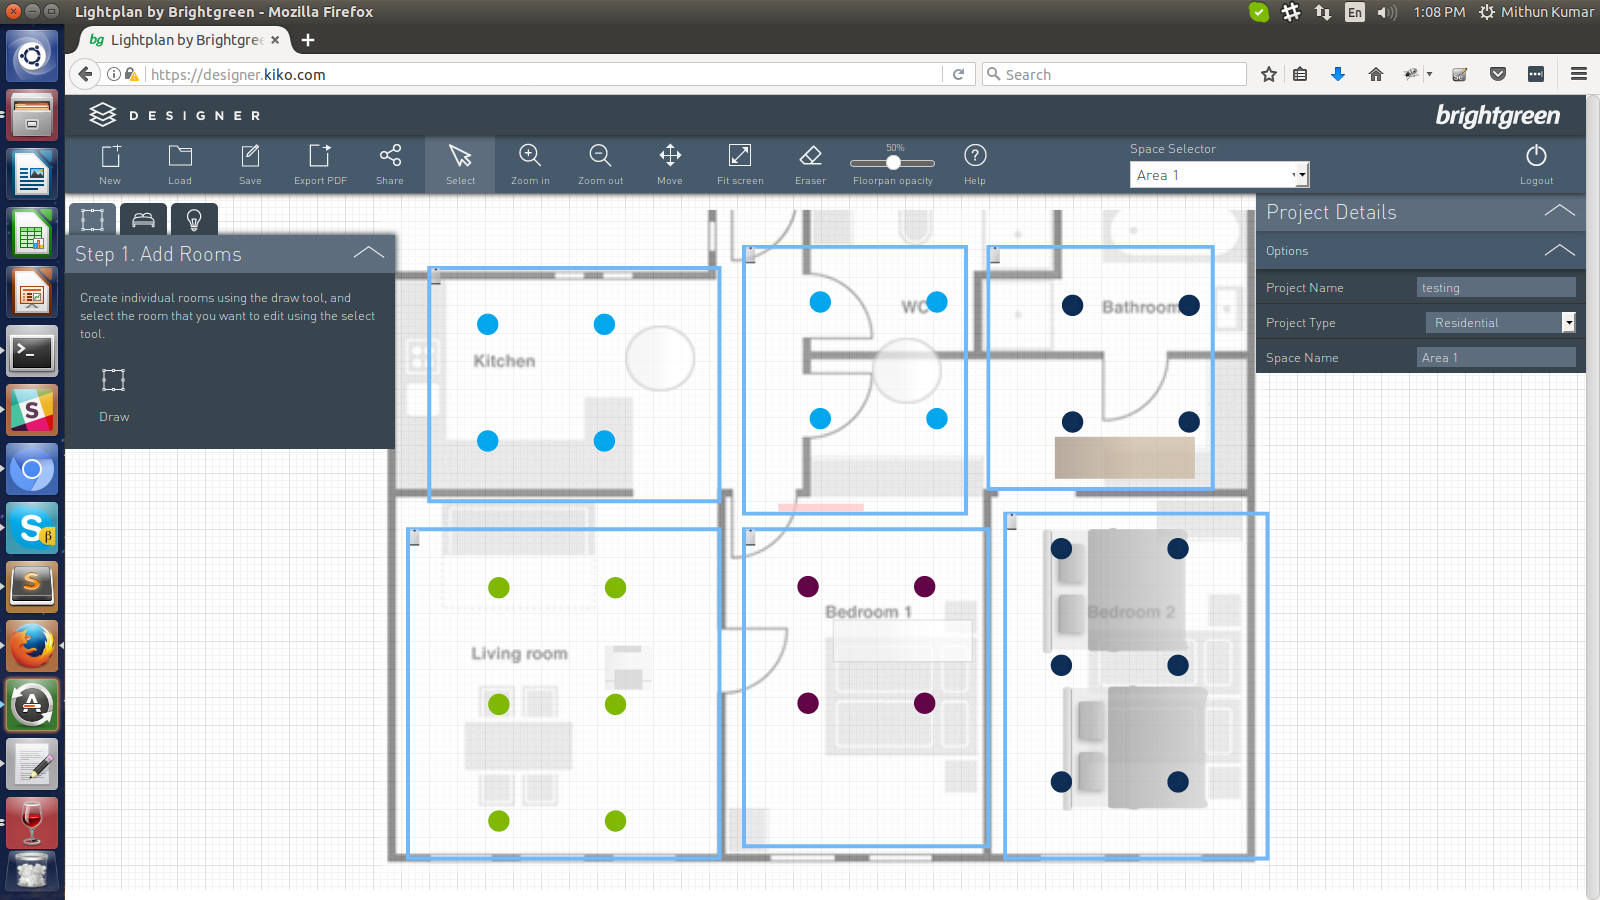 Lightplan by Brightgreen - Mozilla Firefox
En
1:08 PM
Mithun Kumar
bg Lightplan by Brightgree
https://designer.kiko.com
Search
DESIGNER
brightgreen
New
Load
Save
Export PDF
Share
Select
Zoom in
Zoom out
Move
Fit screen
Eraser
50%
Floorpan opacity
Help
Space Selector
Area 1
Logout
Step 1. Add Rooms
Create individual rooms using the draw tool, and
select the room that you want to edit using the select
tool.
Draw
Project Details
Options
Project Name
testing
Project Type
Residential
Space Name
Area 1
Kitchen
WC
Bathroom
Living room
Bedroom 1
Bedroom 2